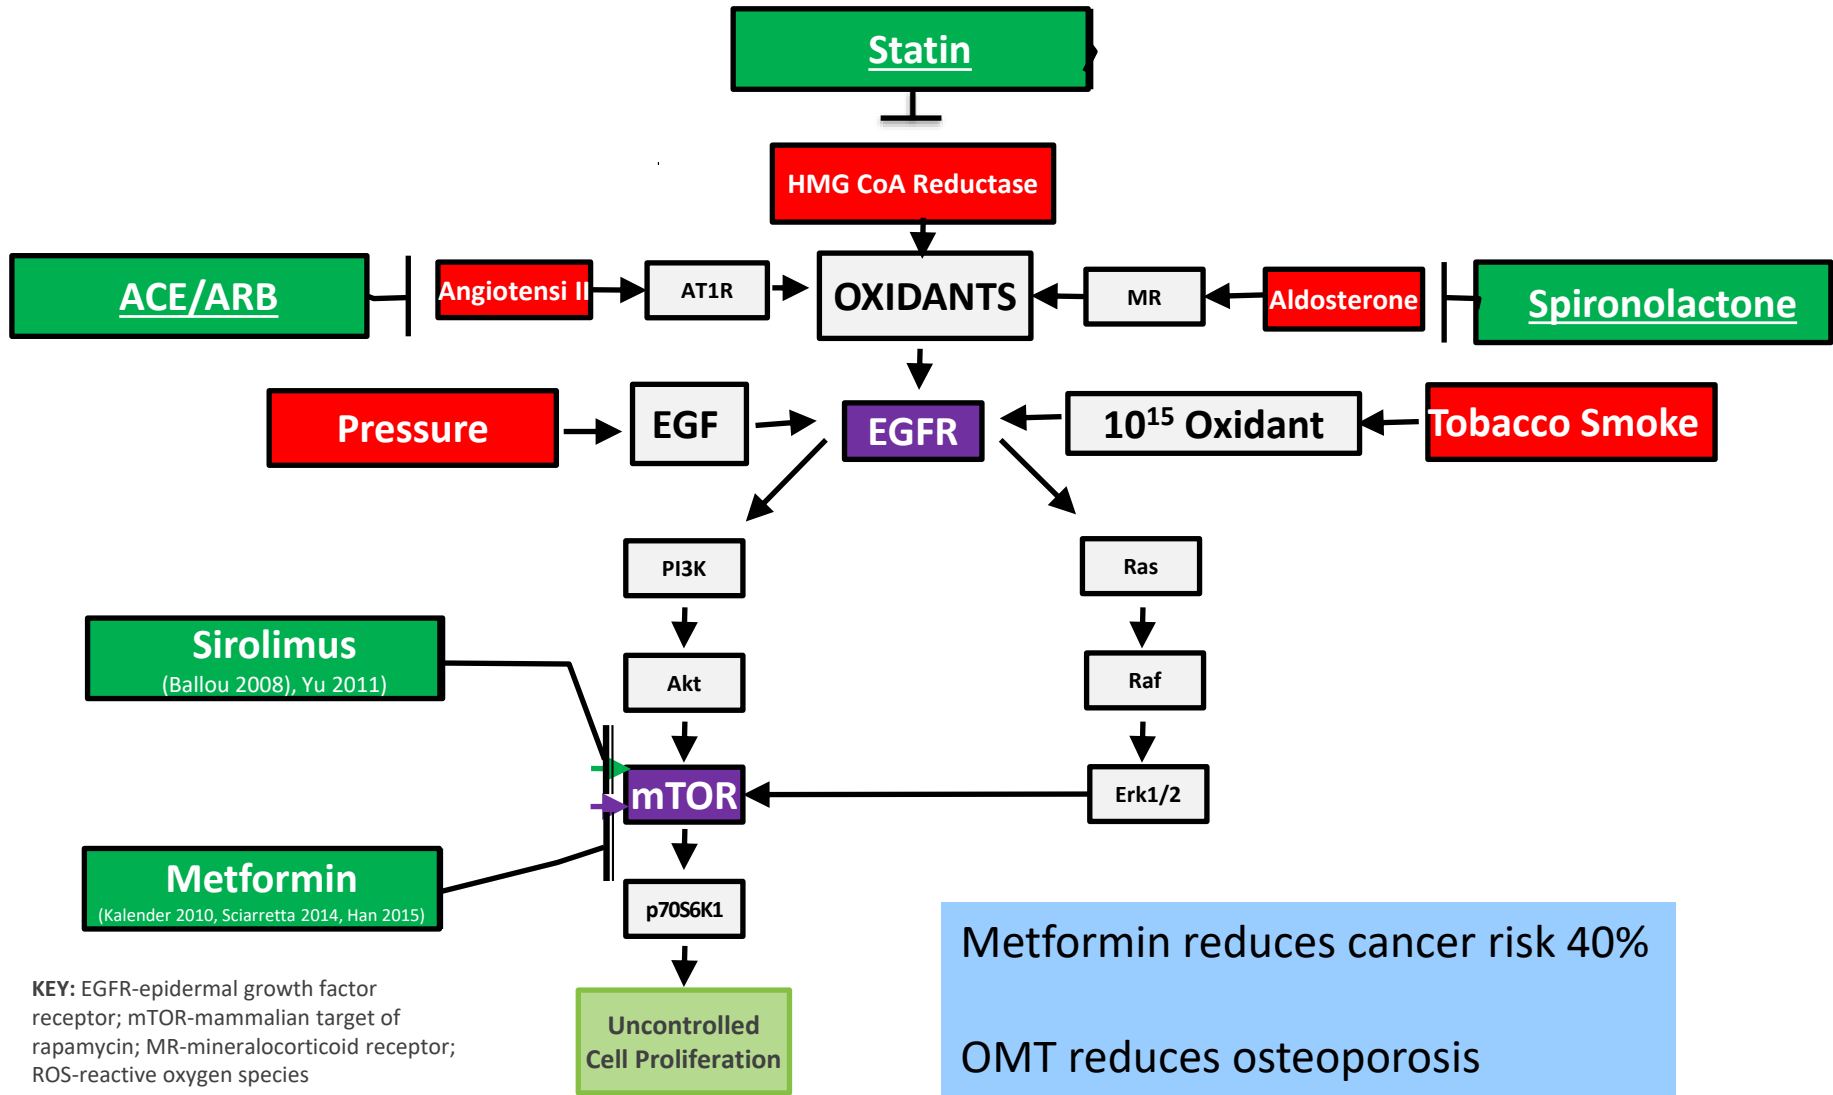 Statin
HMG CoA Reductase
ACE/ARB
Angiotensi II
AT1R
OXIDANTS
MR
Aldosterone
Spironolactone
Pressure
EGF
EGFR
10¹⁵ Oxidant
Tobacco Smoke
PI3K
Ras
Sirolimus
(Ballou 2008), Yu 2011)
Akt
Raf
mTOR
Erk1/2
Metformin
(Kalender 2010, Sciarretta 2014, Han 2015)
p70S6K1
Metformin reduces cancer risk 40%
OMT reduces osteoporosis
KEY: EGFR-epidermal growth factor
receptor; mTOR-mammalian target of
rapamycin; MR-mineralocorticoid receptor;
ROS-reactive oxygen species
Uncontrolled
Cell Proliferation